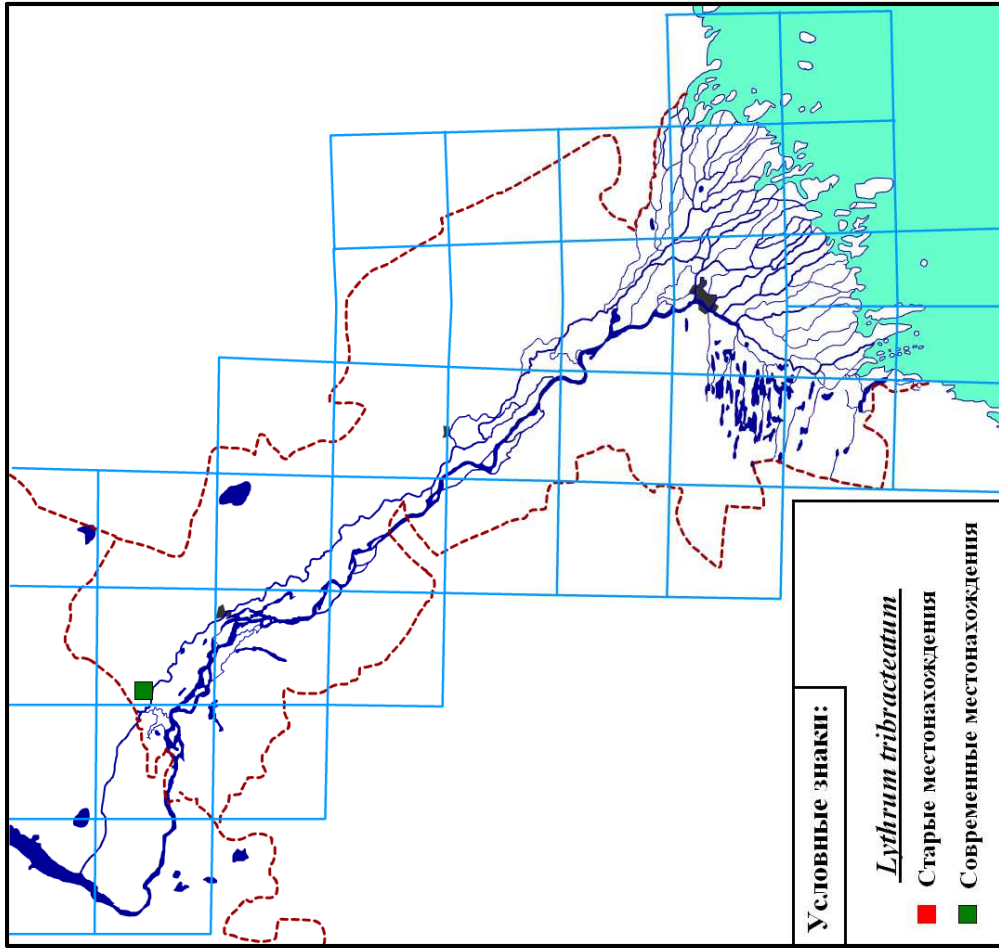 Условные знаки:
Lythrum tribracteatum
Старые местонахождения
Современные местонахождения